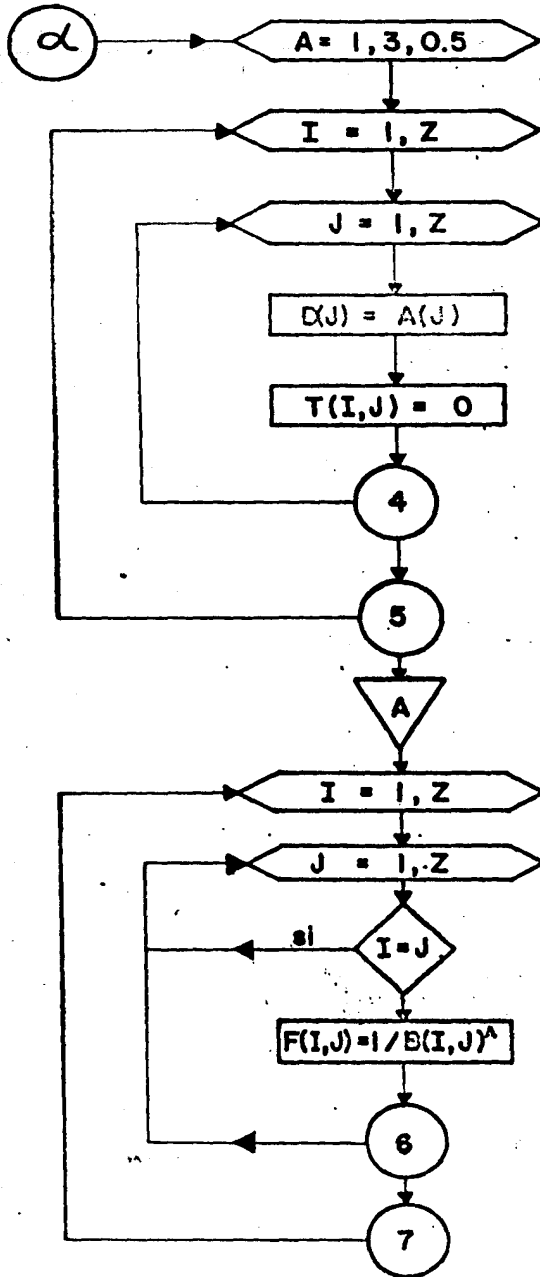 α
A = 1, 3, 0.5
I = 1, Z
J = 1, Z
D(J) = A(J)
T(I,J) = 0
4
5
A
I = 1, Z
J = 1, Z
si
I = J
F(I,J) = 1 / B(I,J)^A
6
7